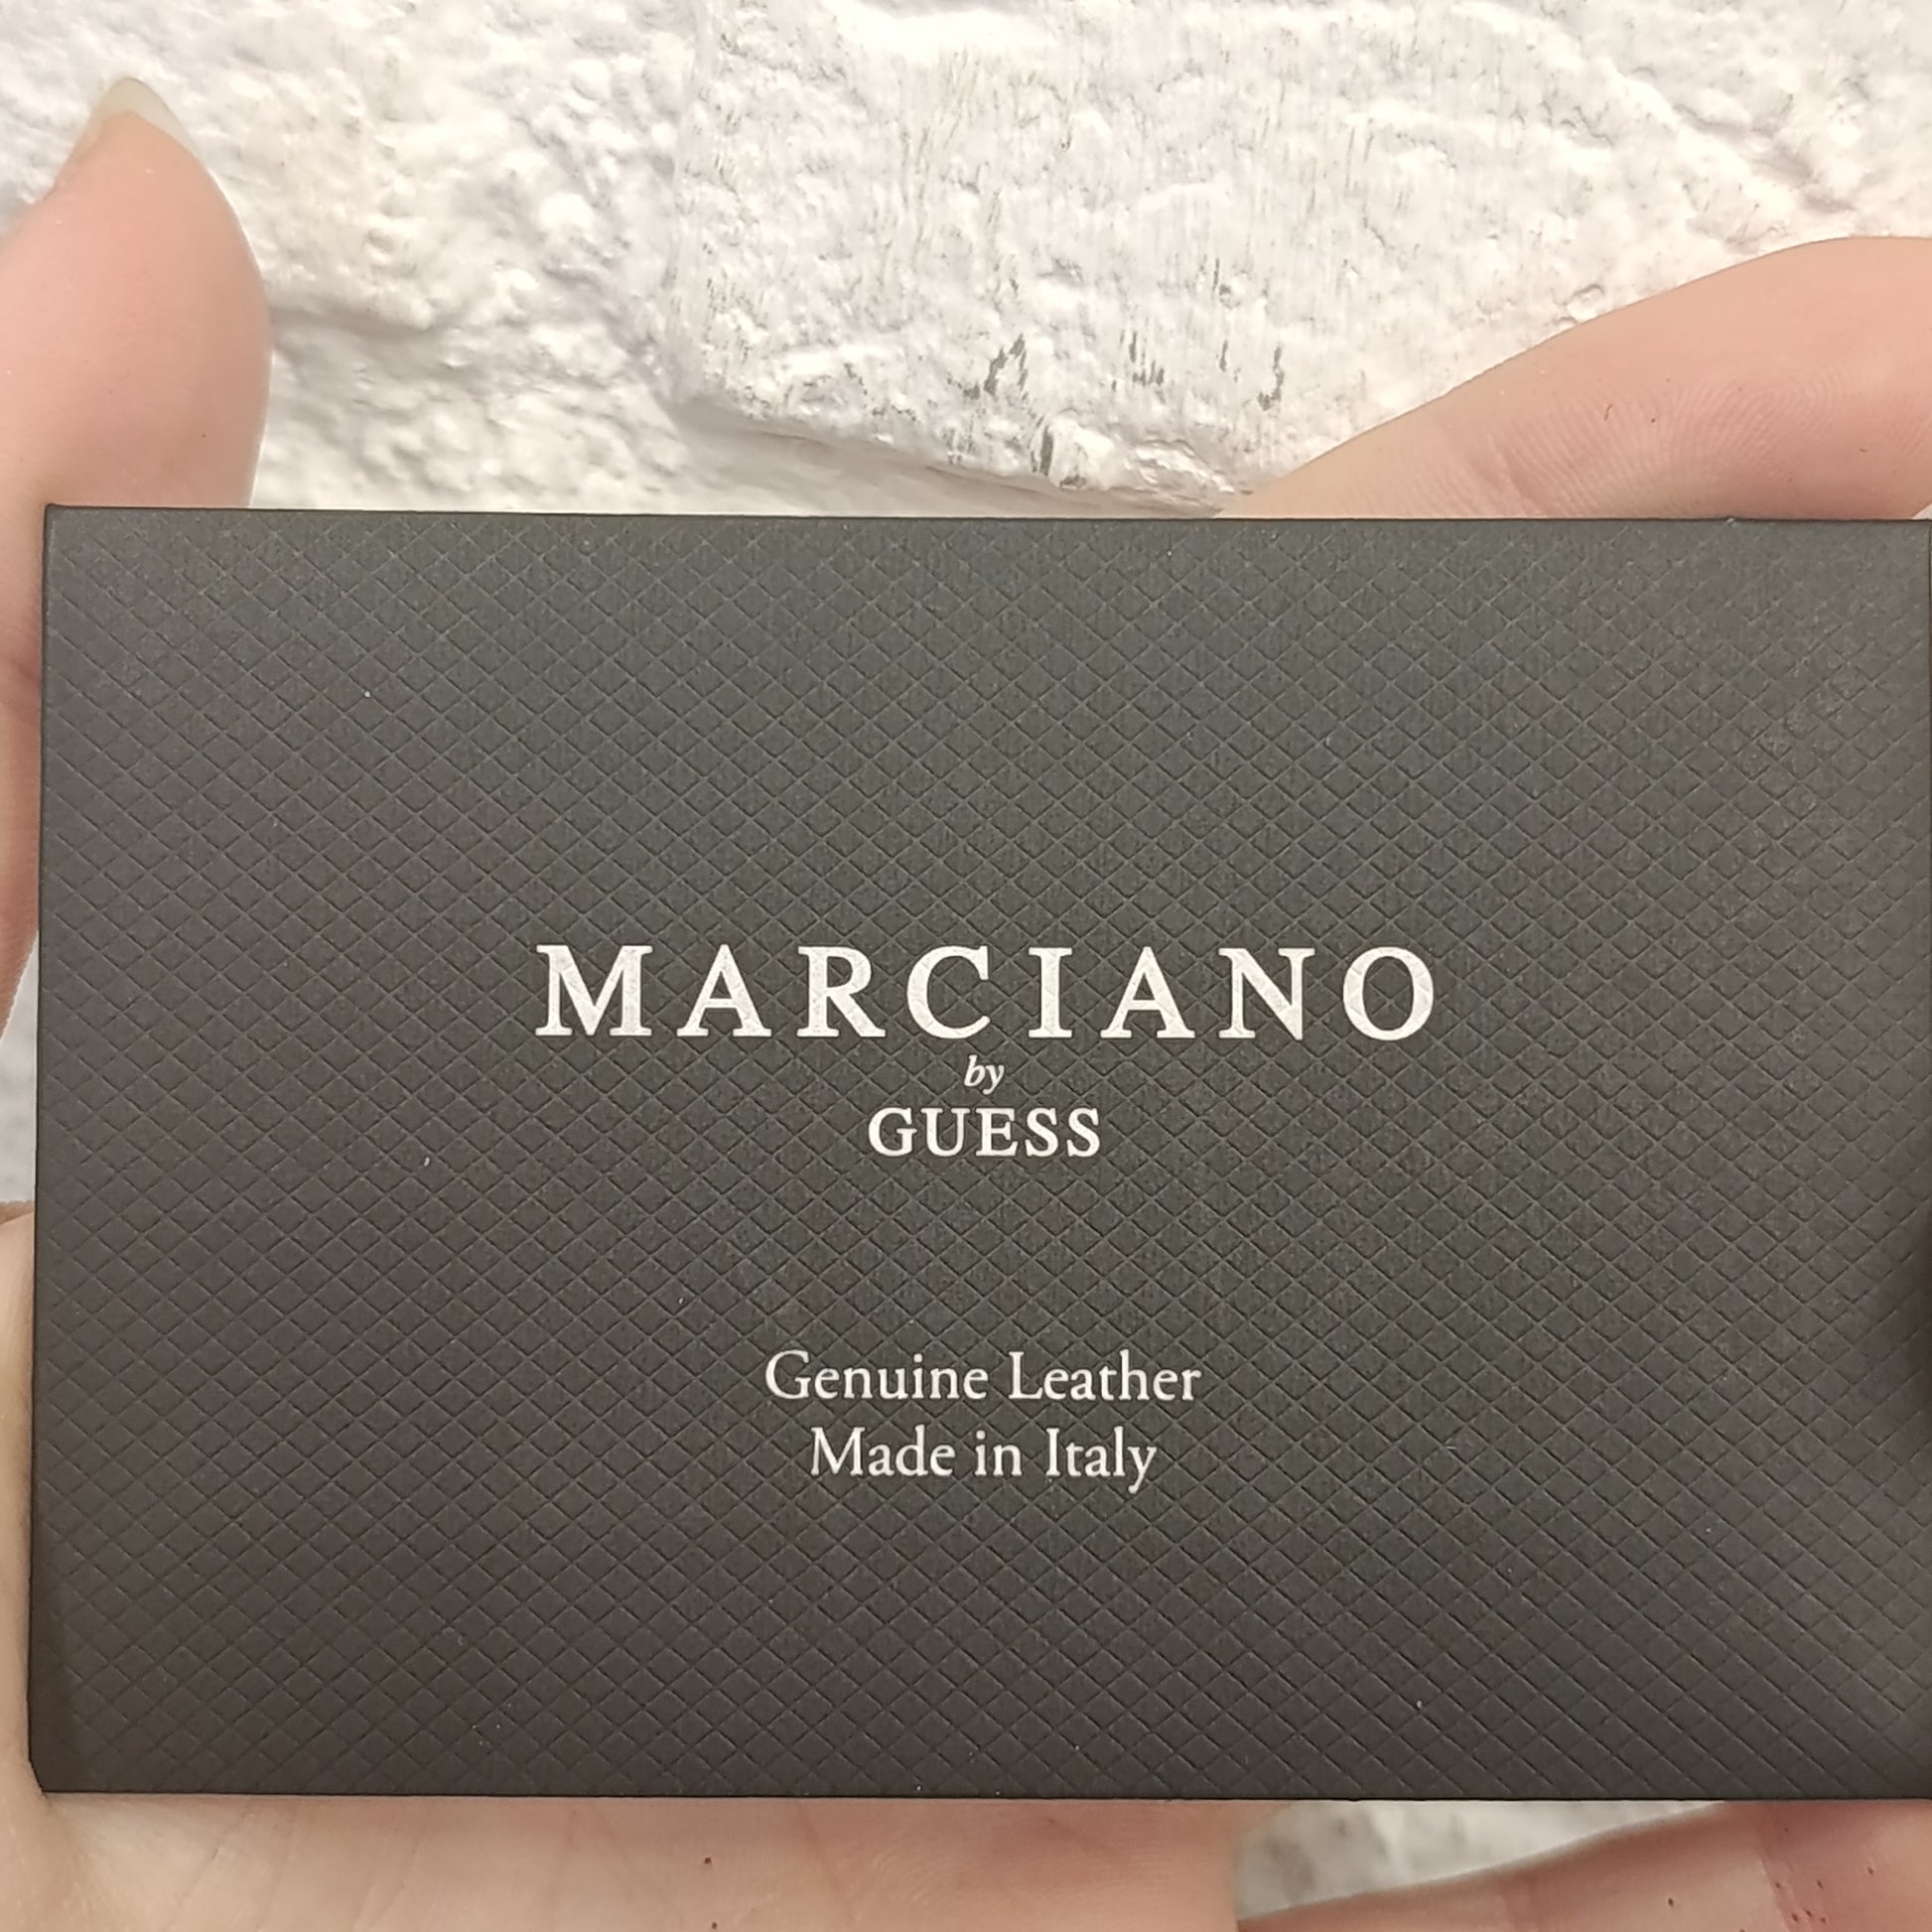 MARCIANO
by
GUESS
Genuine Leather
Made in Italy